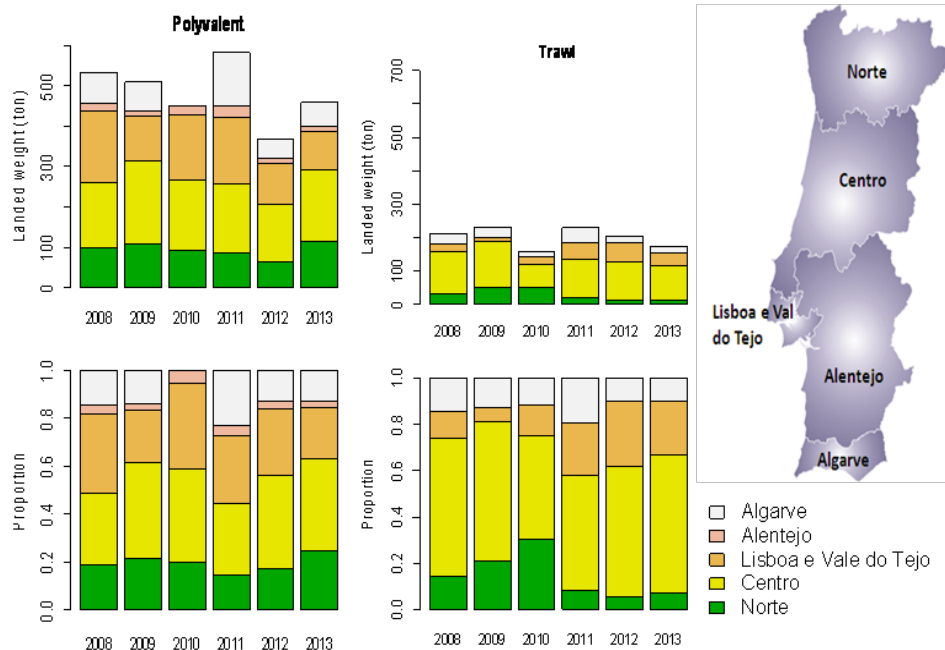 Polyvalent
Landed weight (ton)
500
300
100
0
2008 2009 2010 2011 2012 2013
Trawl
Landed weight (ton)
700
500
300
100
0
2008 2009 2010 2011 2012 2013
Norte
Centro
Lisboa e Val
do Tejo
Alentejo
Algarve
Proportion
1.0
0.8
0.6
0.4
0.2
0.0
2008 2009 2010 2011 2012 2013
Proportion
1.0
0.8
0.6
0.4
0.2
0.0
2008 2009 2010 2011 2012 2013
Algarve
Alentejo
Lisboa e Vale do Tejo
Centro
Norte